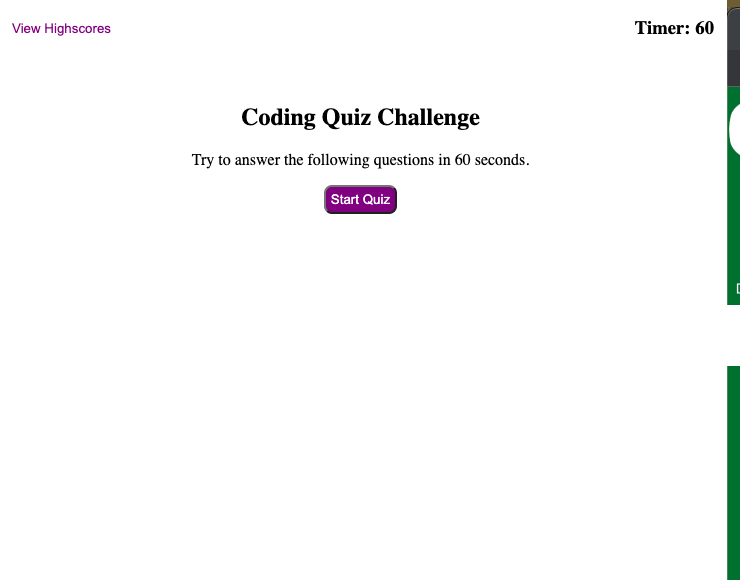 View Highscores
Timer: 60
Coding Quiz Challenge
Try to answer the following questions in 60 seconds.
Start Quiz